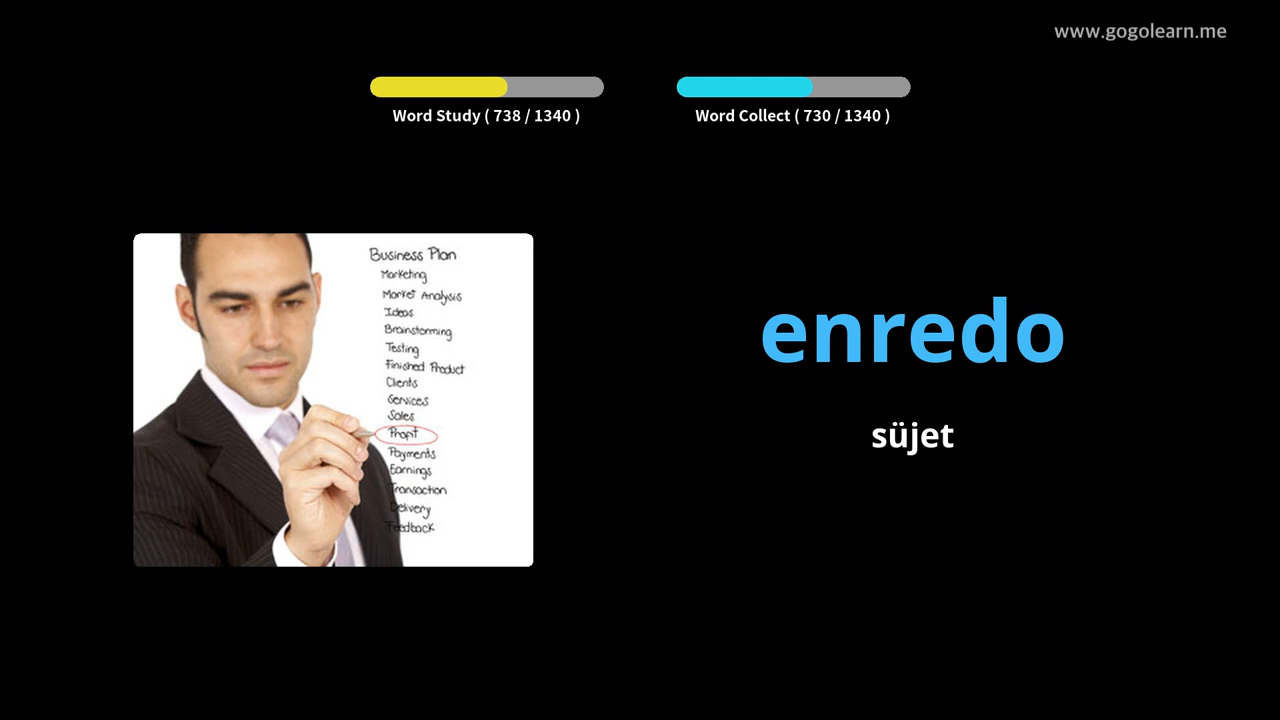 www.gogolearn.me
Word Study ( 738 / 1340 )
Word Collect ( 730 / 1340 )
Business Plan
Marketing
Market Analysis
Ideas
Brainstorming
Testing
Finished Product
Clients
Services
Sales
Profit
Payments
Earnings
Transaction
Delivery
Feedback
enredo
süjet